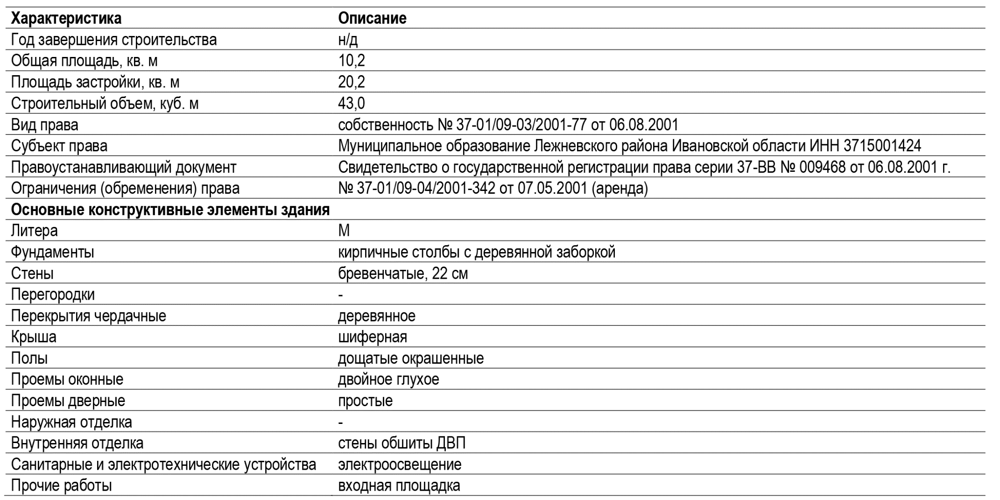 Характеристика Описание
Год завершения строительства н/д
Общая площадь, кв. м 10,2
Площадь застройки, кв. м 20,2
Строительный объем, куб. м 43,0
Вид права собственность № 37-01/09-03/2001-77 от 06.08.2001
Субъект права Муниципальное образование Лежневского района Ивановской области ИНН 3715001424
Правоустанавливающий документ Свидетельство о государственной регистрации права серии 37-ВВ № 009468 от 06.08.2001 г.
Ограничения (обременения) права № 37-01/09-04/2001-342 от 07.05.2001 (аренда)
Основные конструктивные элементы здания
Литера М
Фундаменты кирпичные столбы с деревянной заборкой
Стены бревенчатые, 22 см
Перегородки -
Перекрытия чердачные деревянное
Крыша шиферная
Полы дощатые окрашенные
Проемы оконные двойное глухое
Проемы дверные простые
Наружная отделка -
Внутренняя отделка стены обшиты ДВП
Санитарные и электротехнические устройства электроосвещение
Прочие работы входная площадка